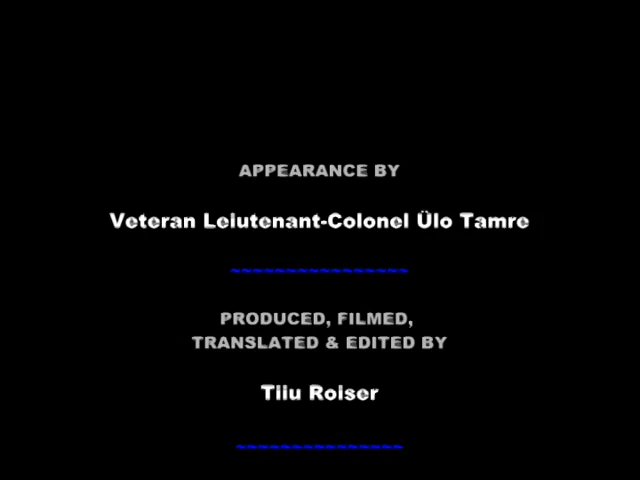 APPEARANCE BY
Veteran Leiutenant-Colonel Ülo Tamre
~~~~~~~~~~~~~~~~
PRODUCED, FILMED,
TRANSLATED & EDITED BY
Tiiu Roiser
~~~~~~~~~~~~~~~